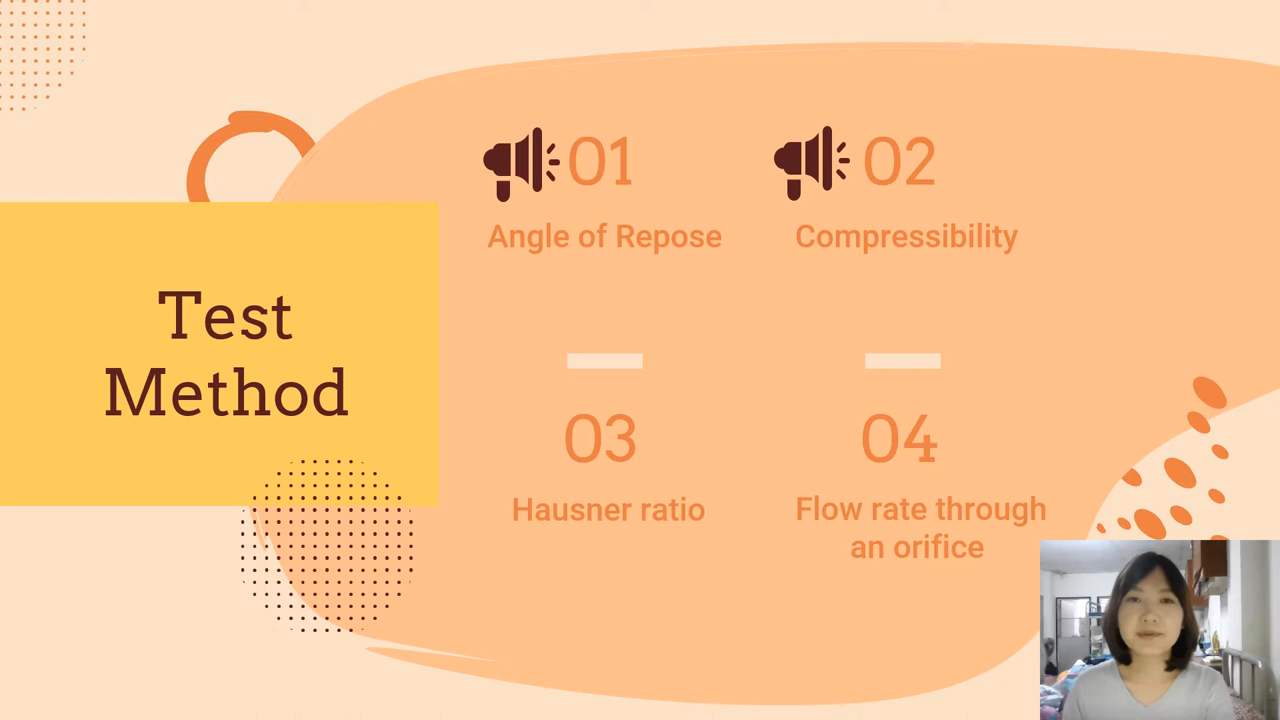 Test
Method
01
Angle of Repose
02
Compressibility
03
Hausner ratio
04
Flow rate through
an orifice